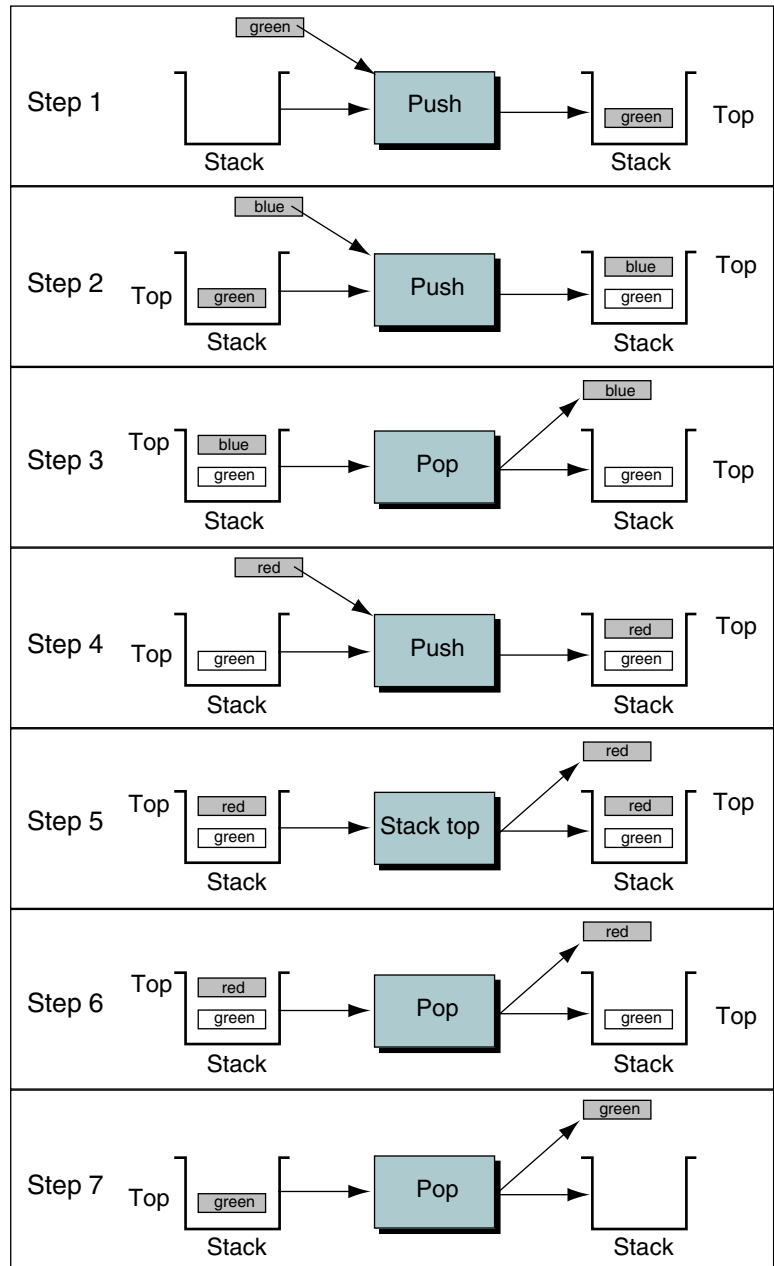 green
Step 1
Push
green
Top
Stack
Stack
blue
Step 2
Top
green
Push
blue
green
Top
Stack
Stack
blue
Step 3
Top
blue
green
Pop
green
Top
Stack
Stack
red
Step 4
Top
green
Push
red
green
Top
Stack
Stack
red
Step 5
Top
red
green
Stack top
red
green
Top
Stack
Stack
red
Step 6
Top
red
green
Pop
green
Top
Stack
Stack
green
Step 7
Top
green
Pop
Stack
Stack